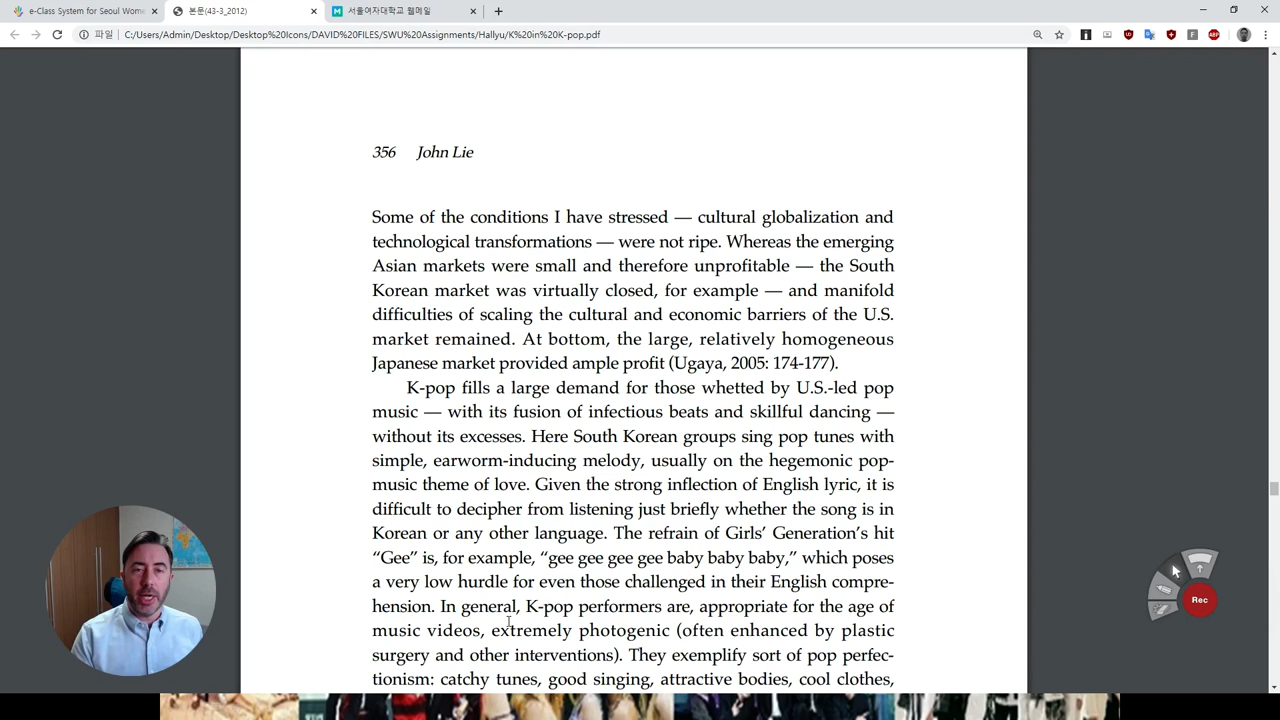 e-Class System for Seoul Wome
본문(43-3_2012)
서울여자대학교 웹메일
파일
C:/Users/Admin/Desktop/Desktop%20Icons/DAVID%20FILES/SWU%20Assignments/Hallyu/K%20in%20K-pop.pdf
356 John Lie
Some of the conditions I have stressed — cultural globalization and
technological transformations — were not ripe. Whereas the emerging
Asian markets were small and therefore unprofitable — the South
Korean market was virtually closed, for example — and manifold
difficulties of scaling the cultural and economic barriers of the U.S.
market remained. At bottom, the large, relatively homogeneous
Japanese market provided ample profit (Ugaya, 2005: 174-177).
K-pop fills a large demand for those whetted by U.S.-led pop
music — with its fusion of infectious beats and skillful dancing —
without its excesses. Here South Korean groups sing pop tunes with
simple, earworm-inducing melody, usually on the hegemonic pop-
music theme of love. Given the strong inflection of English lyric, it is
difficult to decipher from listening just briefly whether the song is in
Korean or any other language. The refrain of Girls' Generation's hit
"Gee" is, for example, "gee gee gee gee baby baby baby," which poses
a very low hurdle for even those challenged in their English compre-
hension. In general, K-pop performers are, appropriate for the age of
music videos, extremely photogenic (often enhanced by plastic
surgery and other interventions). They exemplify sort of pop perfec-
tionism: catchy tunes, good singing, attractive bodies, cool clothes,
Rec